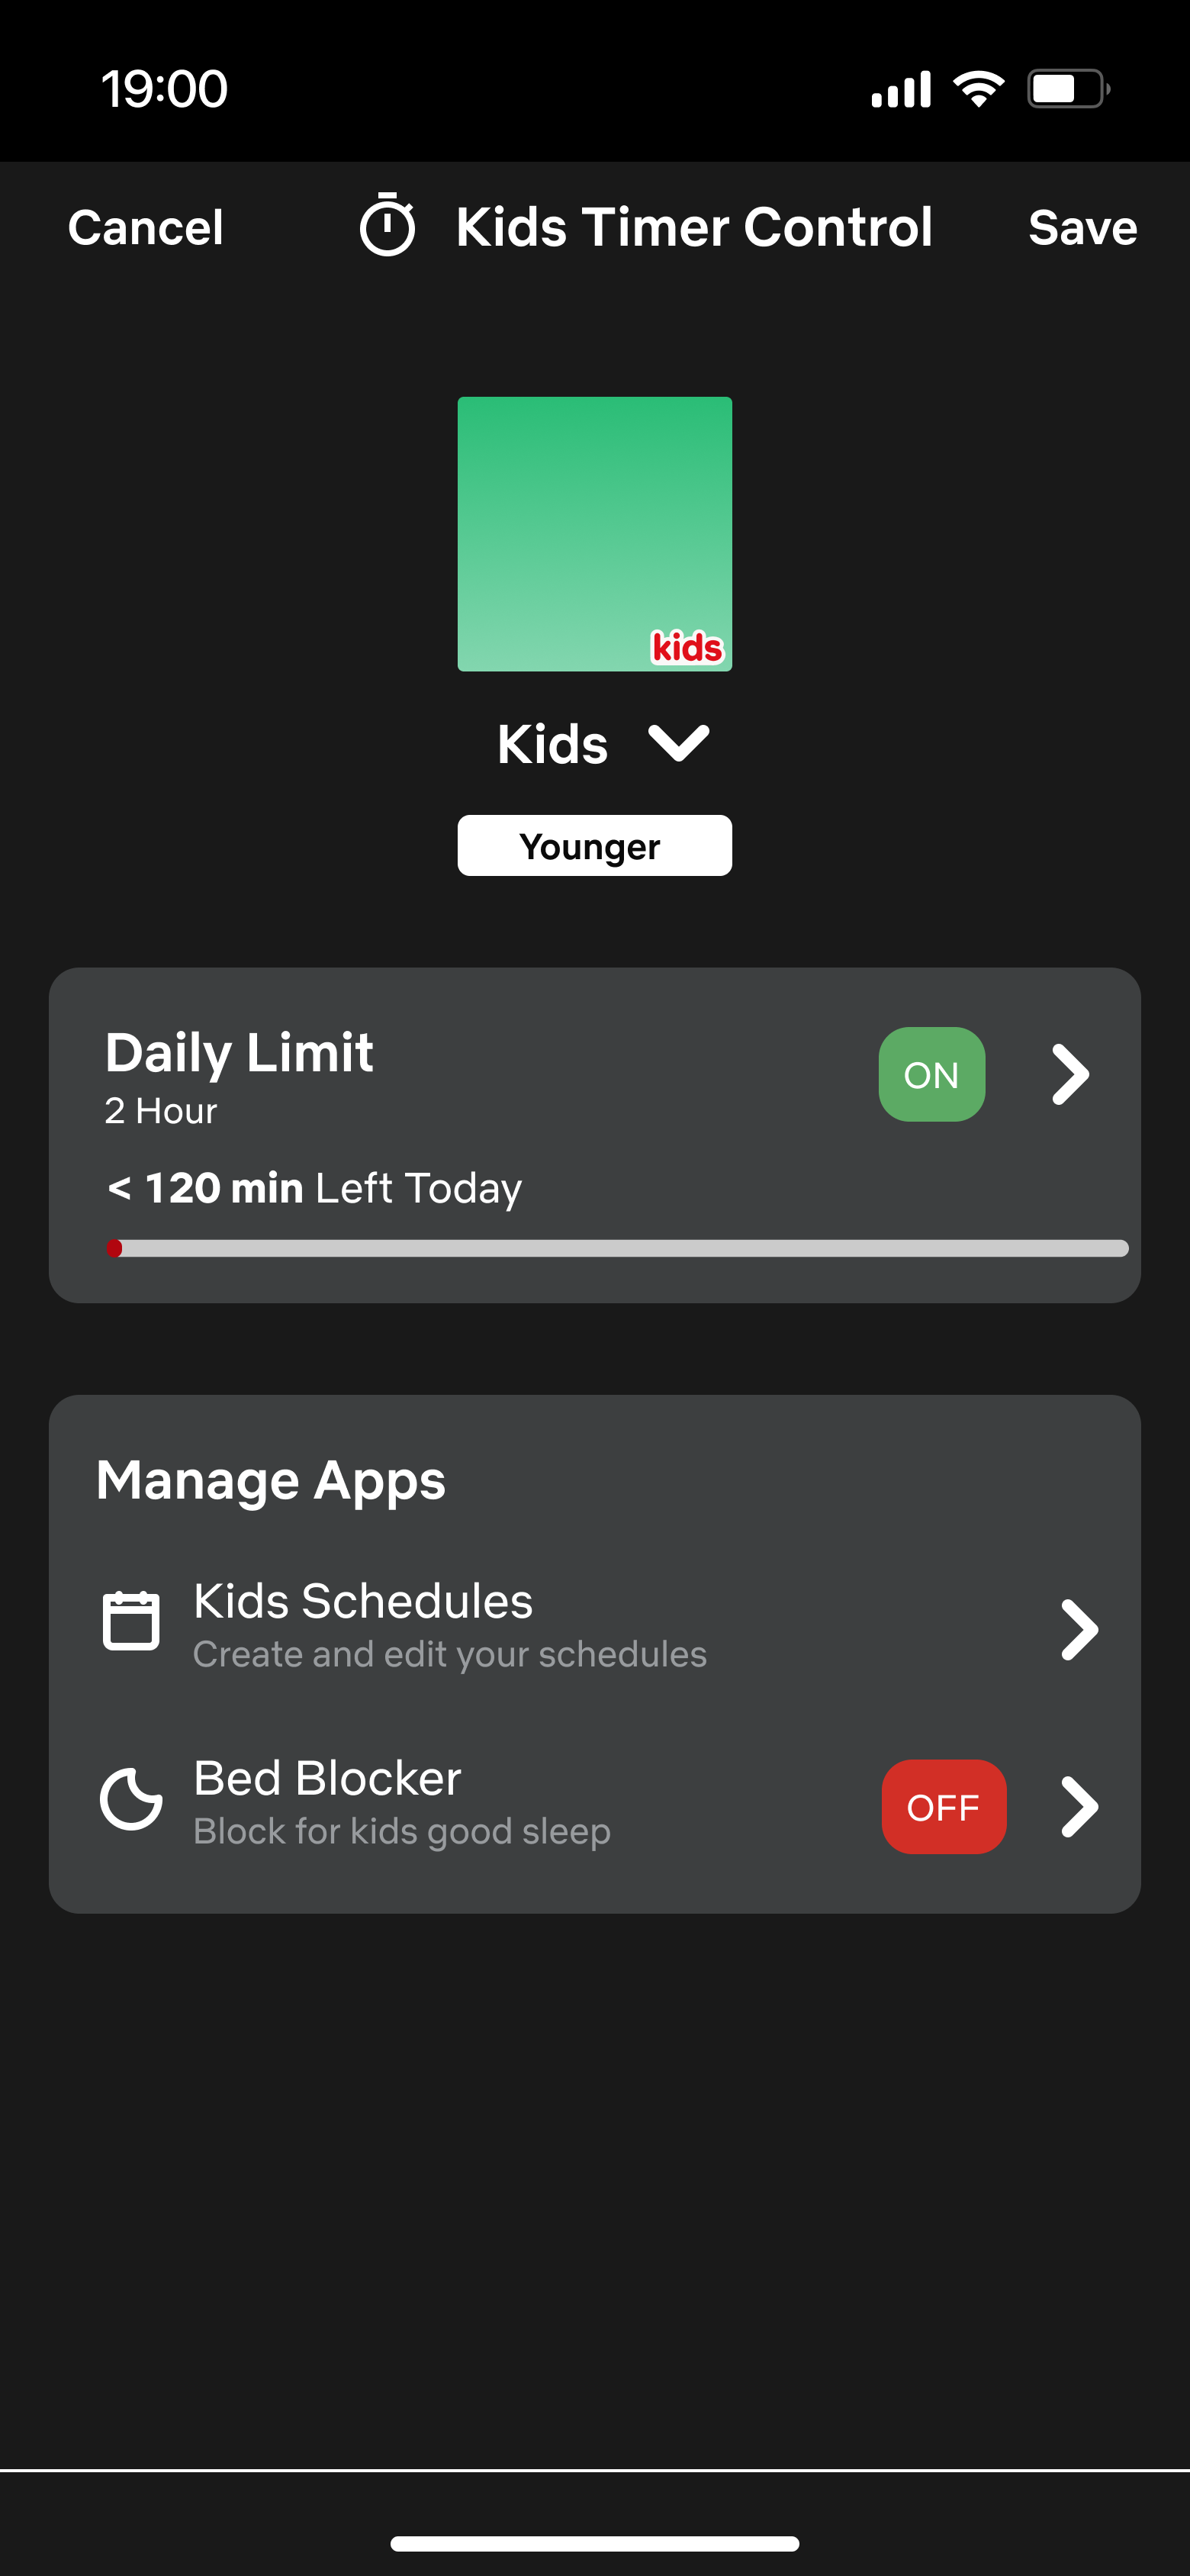 19:00
Cancel Kids Timer Control Save
kids
Kids
Younger
Daily Limit
ON
2 Hour
< 120 min Left Today
Manage Apps
Kids Schedules
Create and edit your schedules
Bed Blocker
OFF
Block for kids good sleep